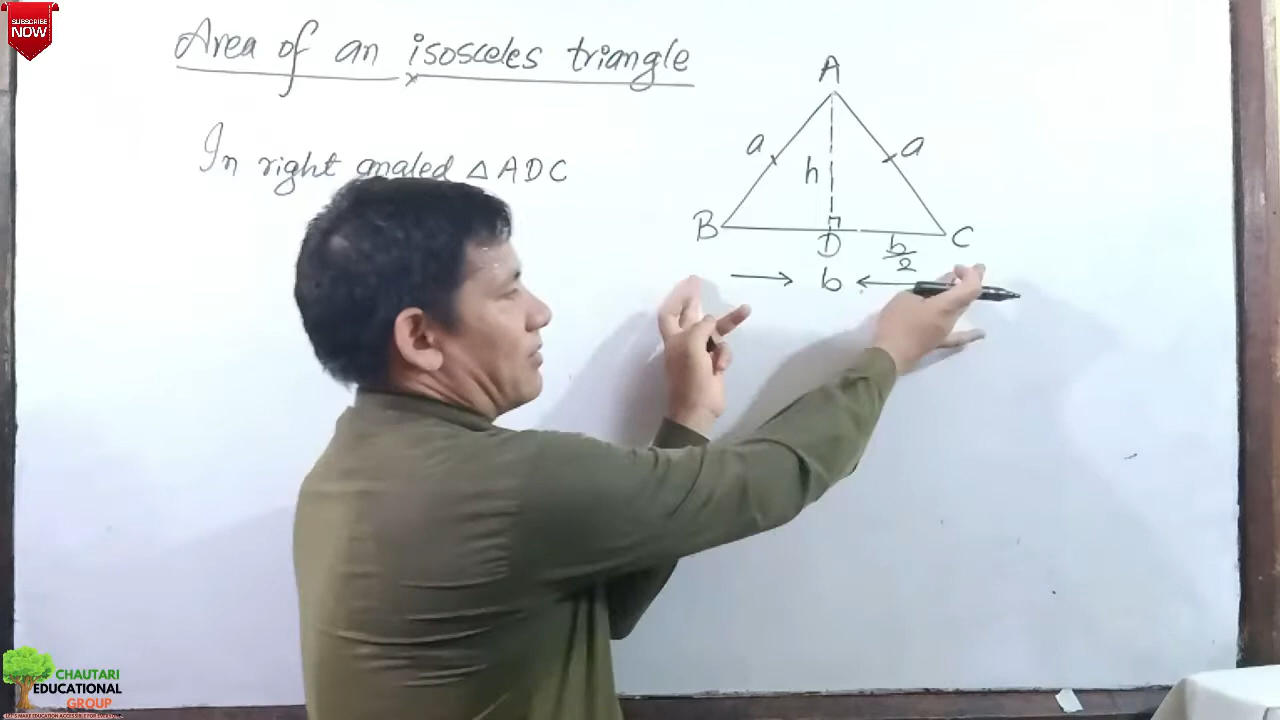 SUBSCRIBE
NOW
Area of an isosceles triangle
In right angled △ADC
A
a
a
h
B
D
C
b/2
b
CHAUTARI
EDUCATIONAL
GROUP